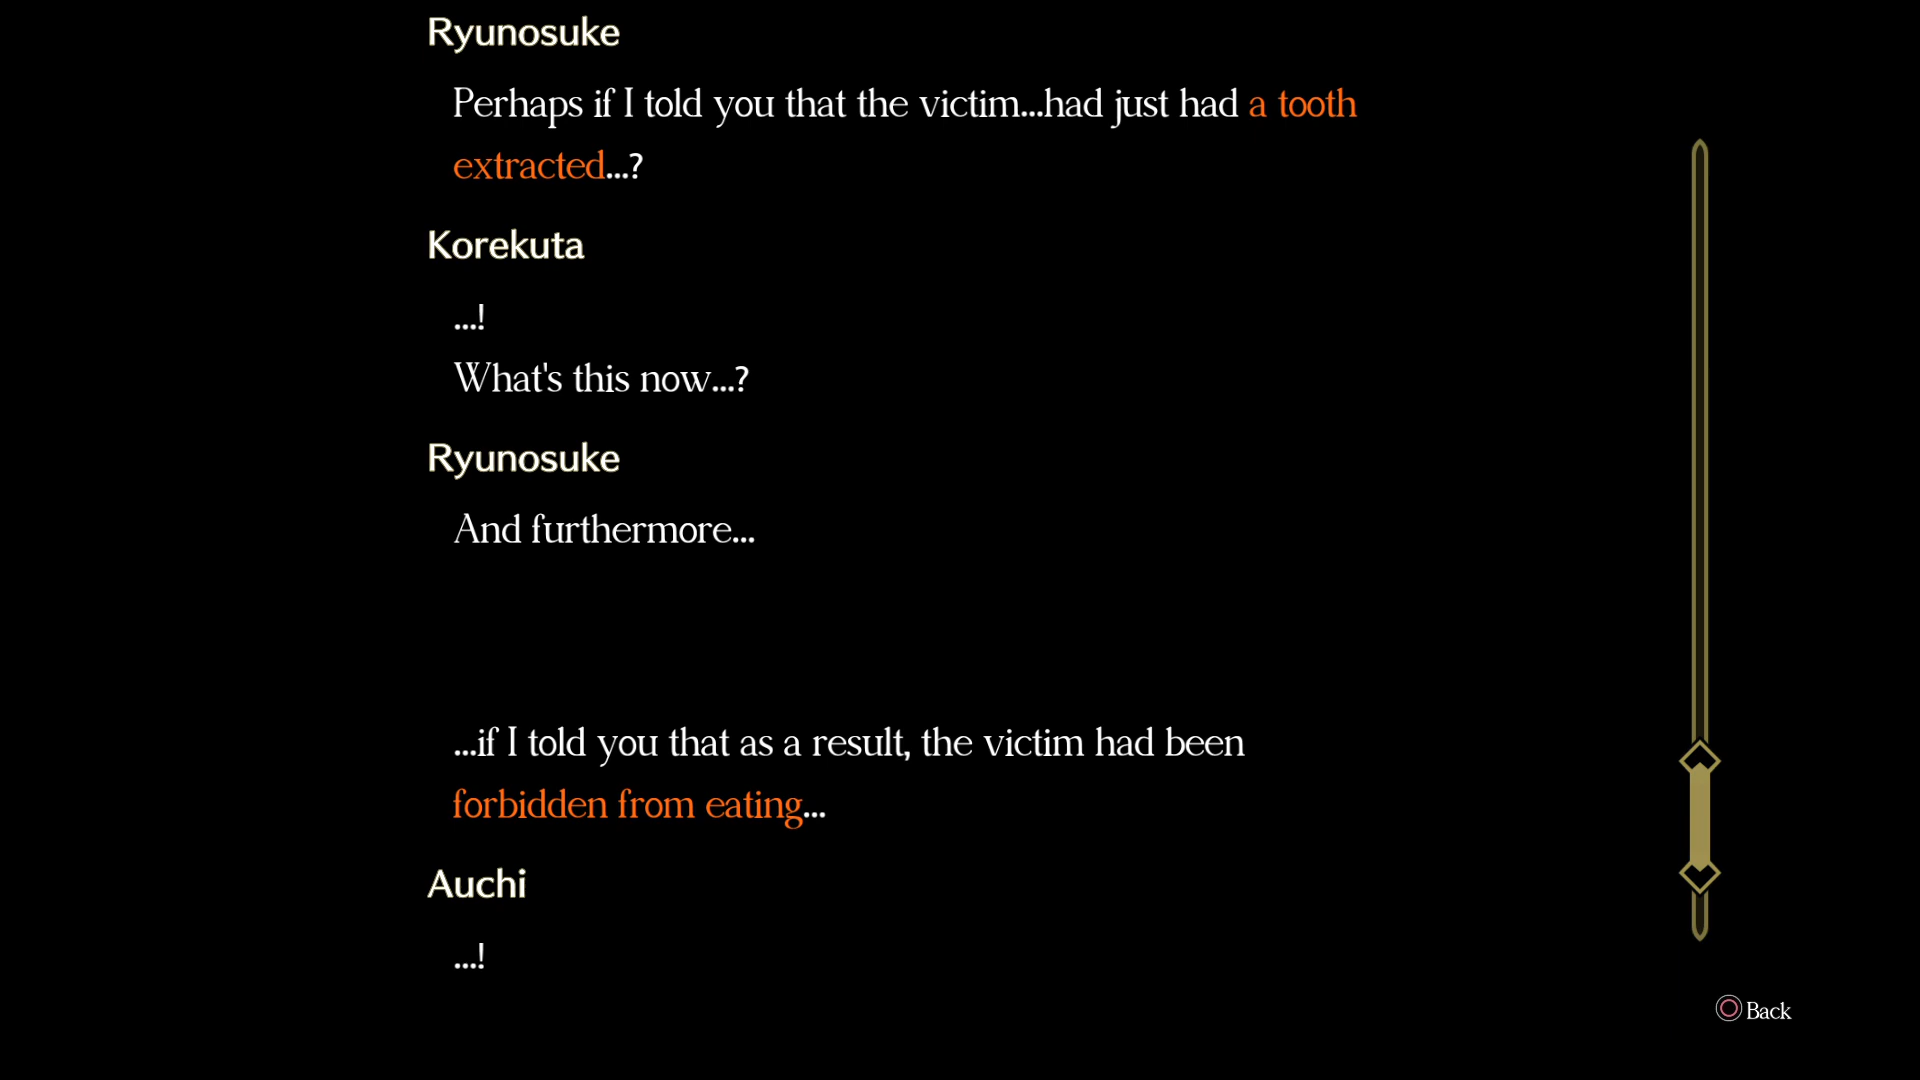 Ryunosuke
Perhaps if I told you that the victim...had just had a tooth
extracted...?
Korekuta
...!
What's this now...?
Ryunosuke
And furthermore...
...if I told you that as a result, the victim had been
forbidden from eating...
Auchi
...!
Back